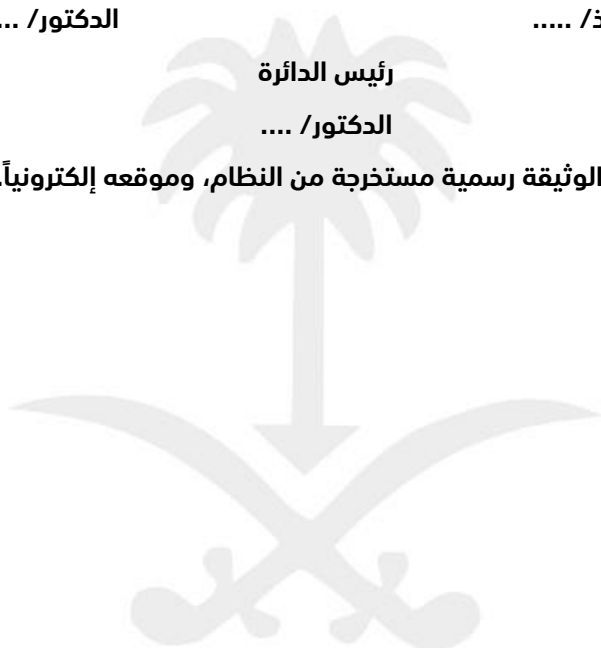 ذ/ ..... الدكتور/ ...
رئيس الدائرة
الدكتور/ ....
الوثيقة رسمية مستخرجة من النظام، وموقعه إلكترونياً.